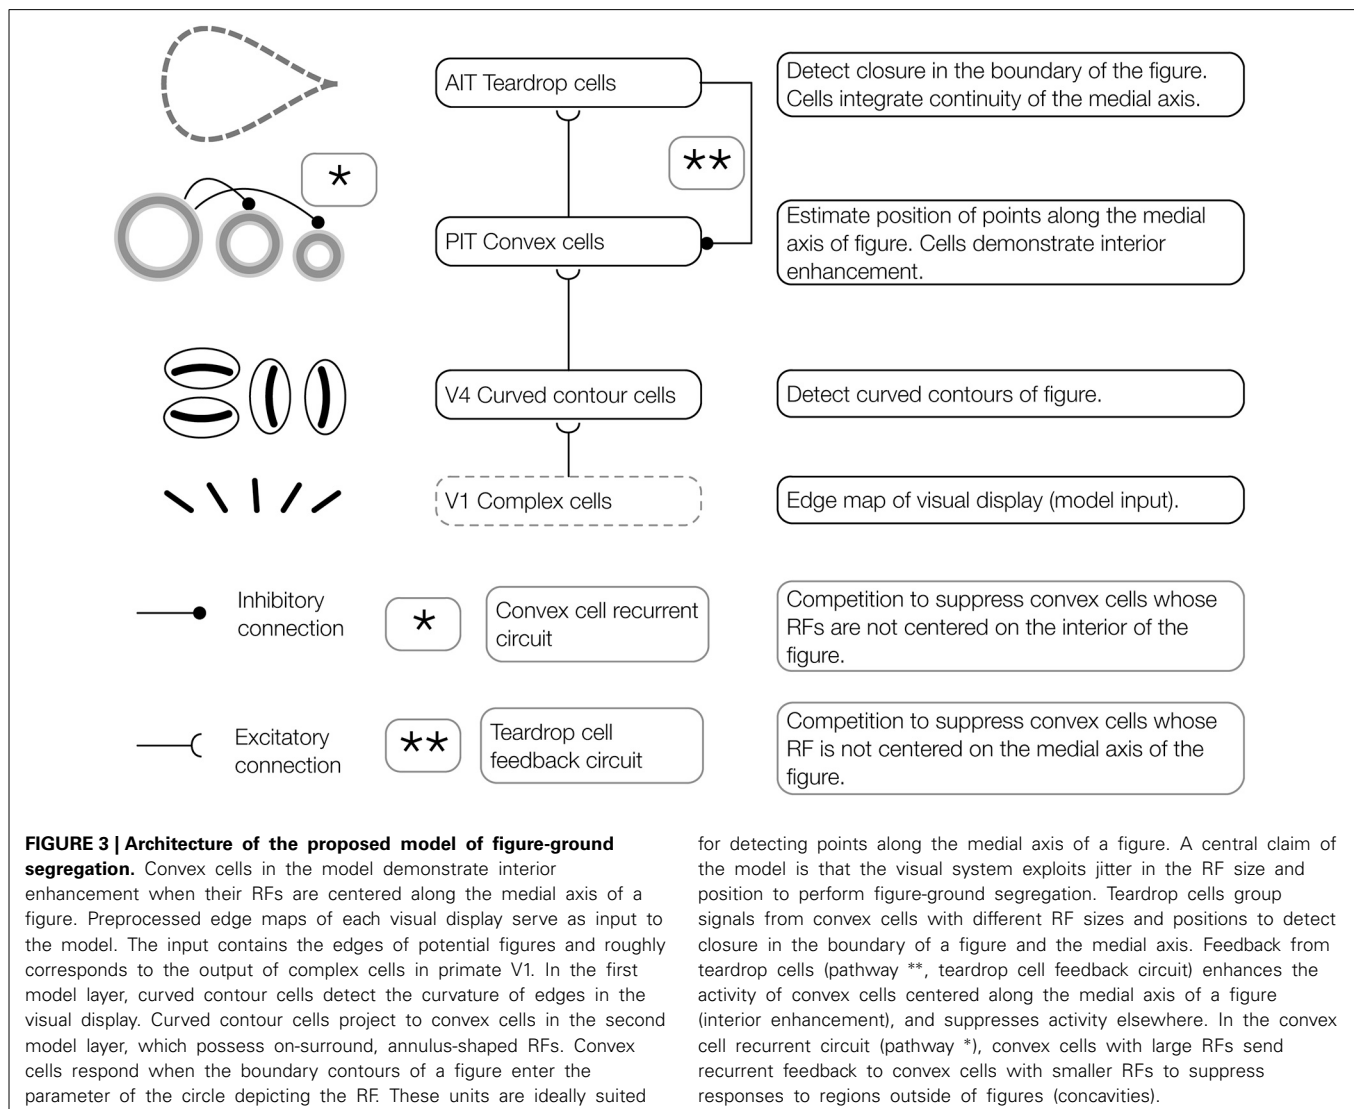 AIT Teardrop cells
Detect closure in the boundary of the figure.
Cells integrate continuity of the medial axis.
*
**
PIT Convex cells
Estimate position of points along the medial
axis of figure. Cells demonstrate interior
enhancement.
V4 Curved contour cells
Detect curved contours of figure.
V1 Complex cells
Edge map of visual display (model input).
Inhibitory
connection
*
Convex cell recurrent
circuit
Competition to suppress convex cells whose
RFs are not centered on the interior of the
figure.
Excitatory
connection
**
Teardrop cell
feedback circuit
Competition to suppress convex cells whose
RF is not centered on the medial axis of the
figure.
FIGURE 3 | Architecture of the proposed model of figure-ground
segregation. Convex cells in the model demonstrate interior
enhancement when their RFs are centered along the medial axis of a
figure. Preprocessed edge maps of each visual display serve as input to
the model. The input contains the edges of potential figures and roughly
corresponds to the output of complex cells in primate V1. In the first
model layer, curved contour cells detect the curvature of edges in the
visual display. Curved contour cells project to convex cells in the second
model layer, which possess on-surround, annulus-shaped RFs. Convex
cells respond when the boundary contours of a figure enter the
parameter of the circle depicting the RF. These units are ideally suited
for detecting points along the medial axis of a figure. A central claim of
the model is that the visual system exploits jitter in the RF size and
position to perform figure-ground segregation. Teardrop cells group
signals from convex cells with different RF sizes and positions to detect
closure in the boundary of a figure and the medial axis. Feedback from
teardrop cells (pathway **, teardrop cell feedback circuit) enhances the
activity of convex cells centered along the medial axis of a figure
(interior enhancement), and suppresses activity elsewhere. In the convex
cell recurrent circuit (pathway *), convex cells with large RFs send
recurrent feedback to convex cells with smaller RFs to suppress
responses to regions outside of figures (concavities).